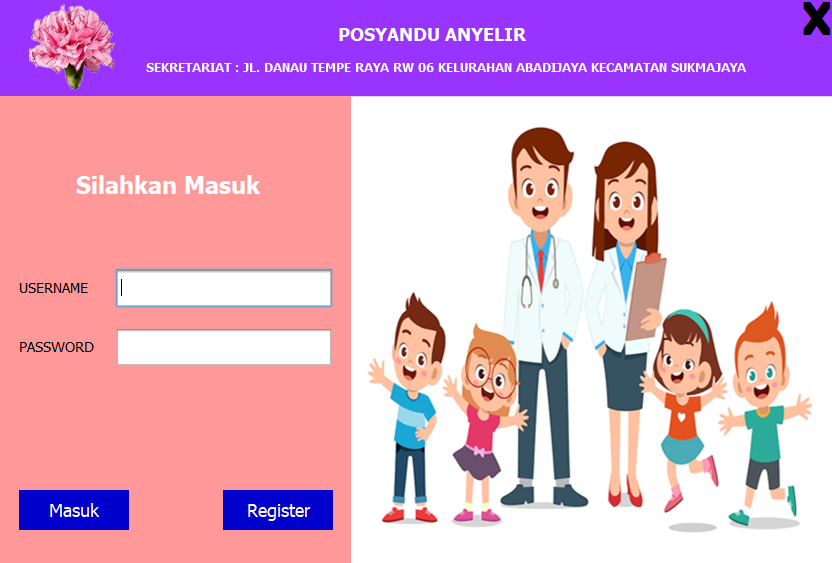 POSYANDU ANYELIR
X
SEKRETARIAT : JL. DANAU TEMPE RAYA RW 06 KELURAHAN ABADIJAYA KECAMATAN SUKMAJAYA
Silahkan Masuk
USERNAME
PASSWORD
Masuk
Register